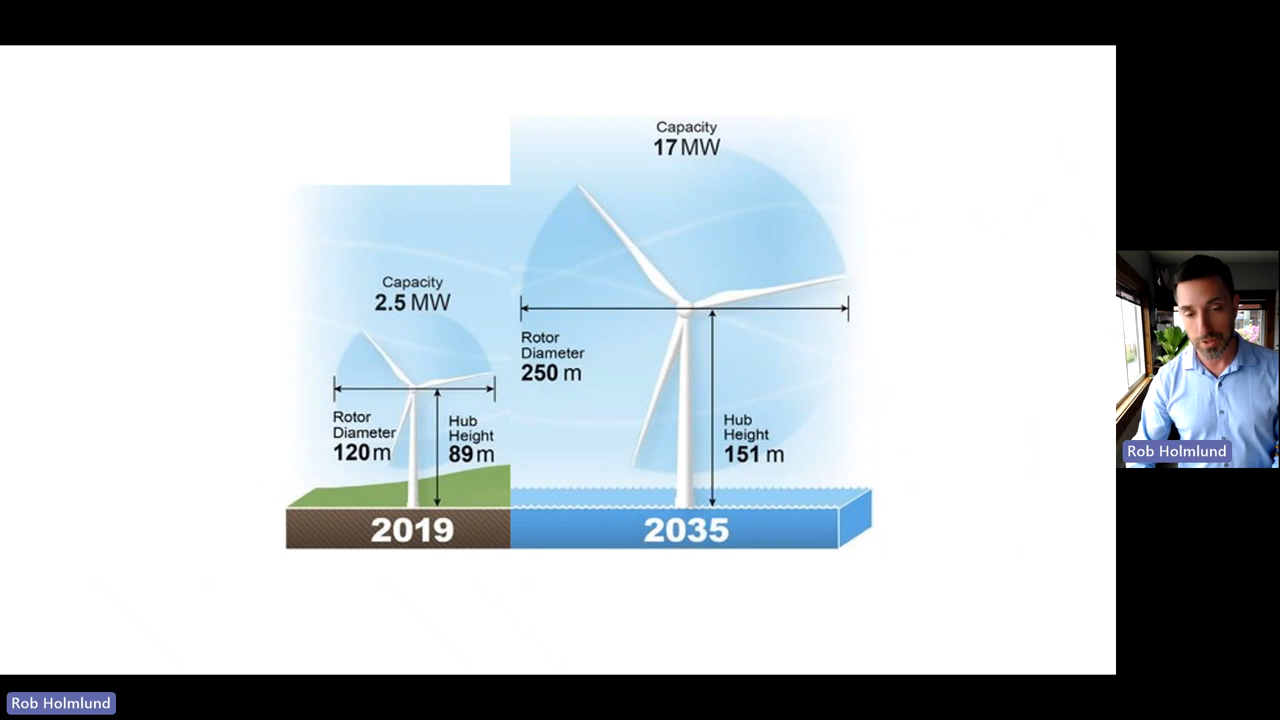 Capacity
17 MW
Capacity
2.5 MW
Rotor
Diameter
250 m
Rotor
Diameter
120 m
Hub
Height
89 m
Hub
Height
151 m
2019
2035
Rob Holmlund
Rob Holmlund